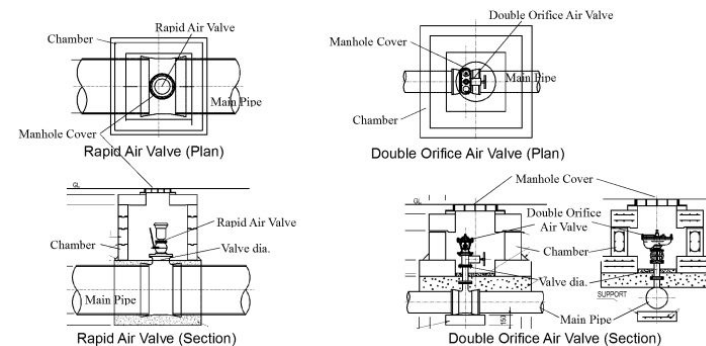 Rapid Air Valve
Chamber
Main Pipe
Manhole Cover
Rapid Air Valve (Plan)
Double Orifice Air Valve
Manhole Cover
Main Pipe
Chamber
Double Orifice Air Valve (Plan)
GL
Rapid Air Valve
Chamber
Valve dia.
Main Pipe
Rapid Air Valve (Section)
Manhole Cover
GL
Double Orifice
Air Valve
Chamber
Valve dia.
SUPPORT
Main Pipe
153
Double Orifice Air Valve (Section)